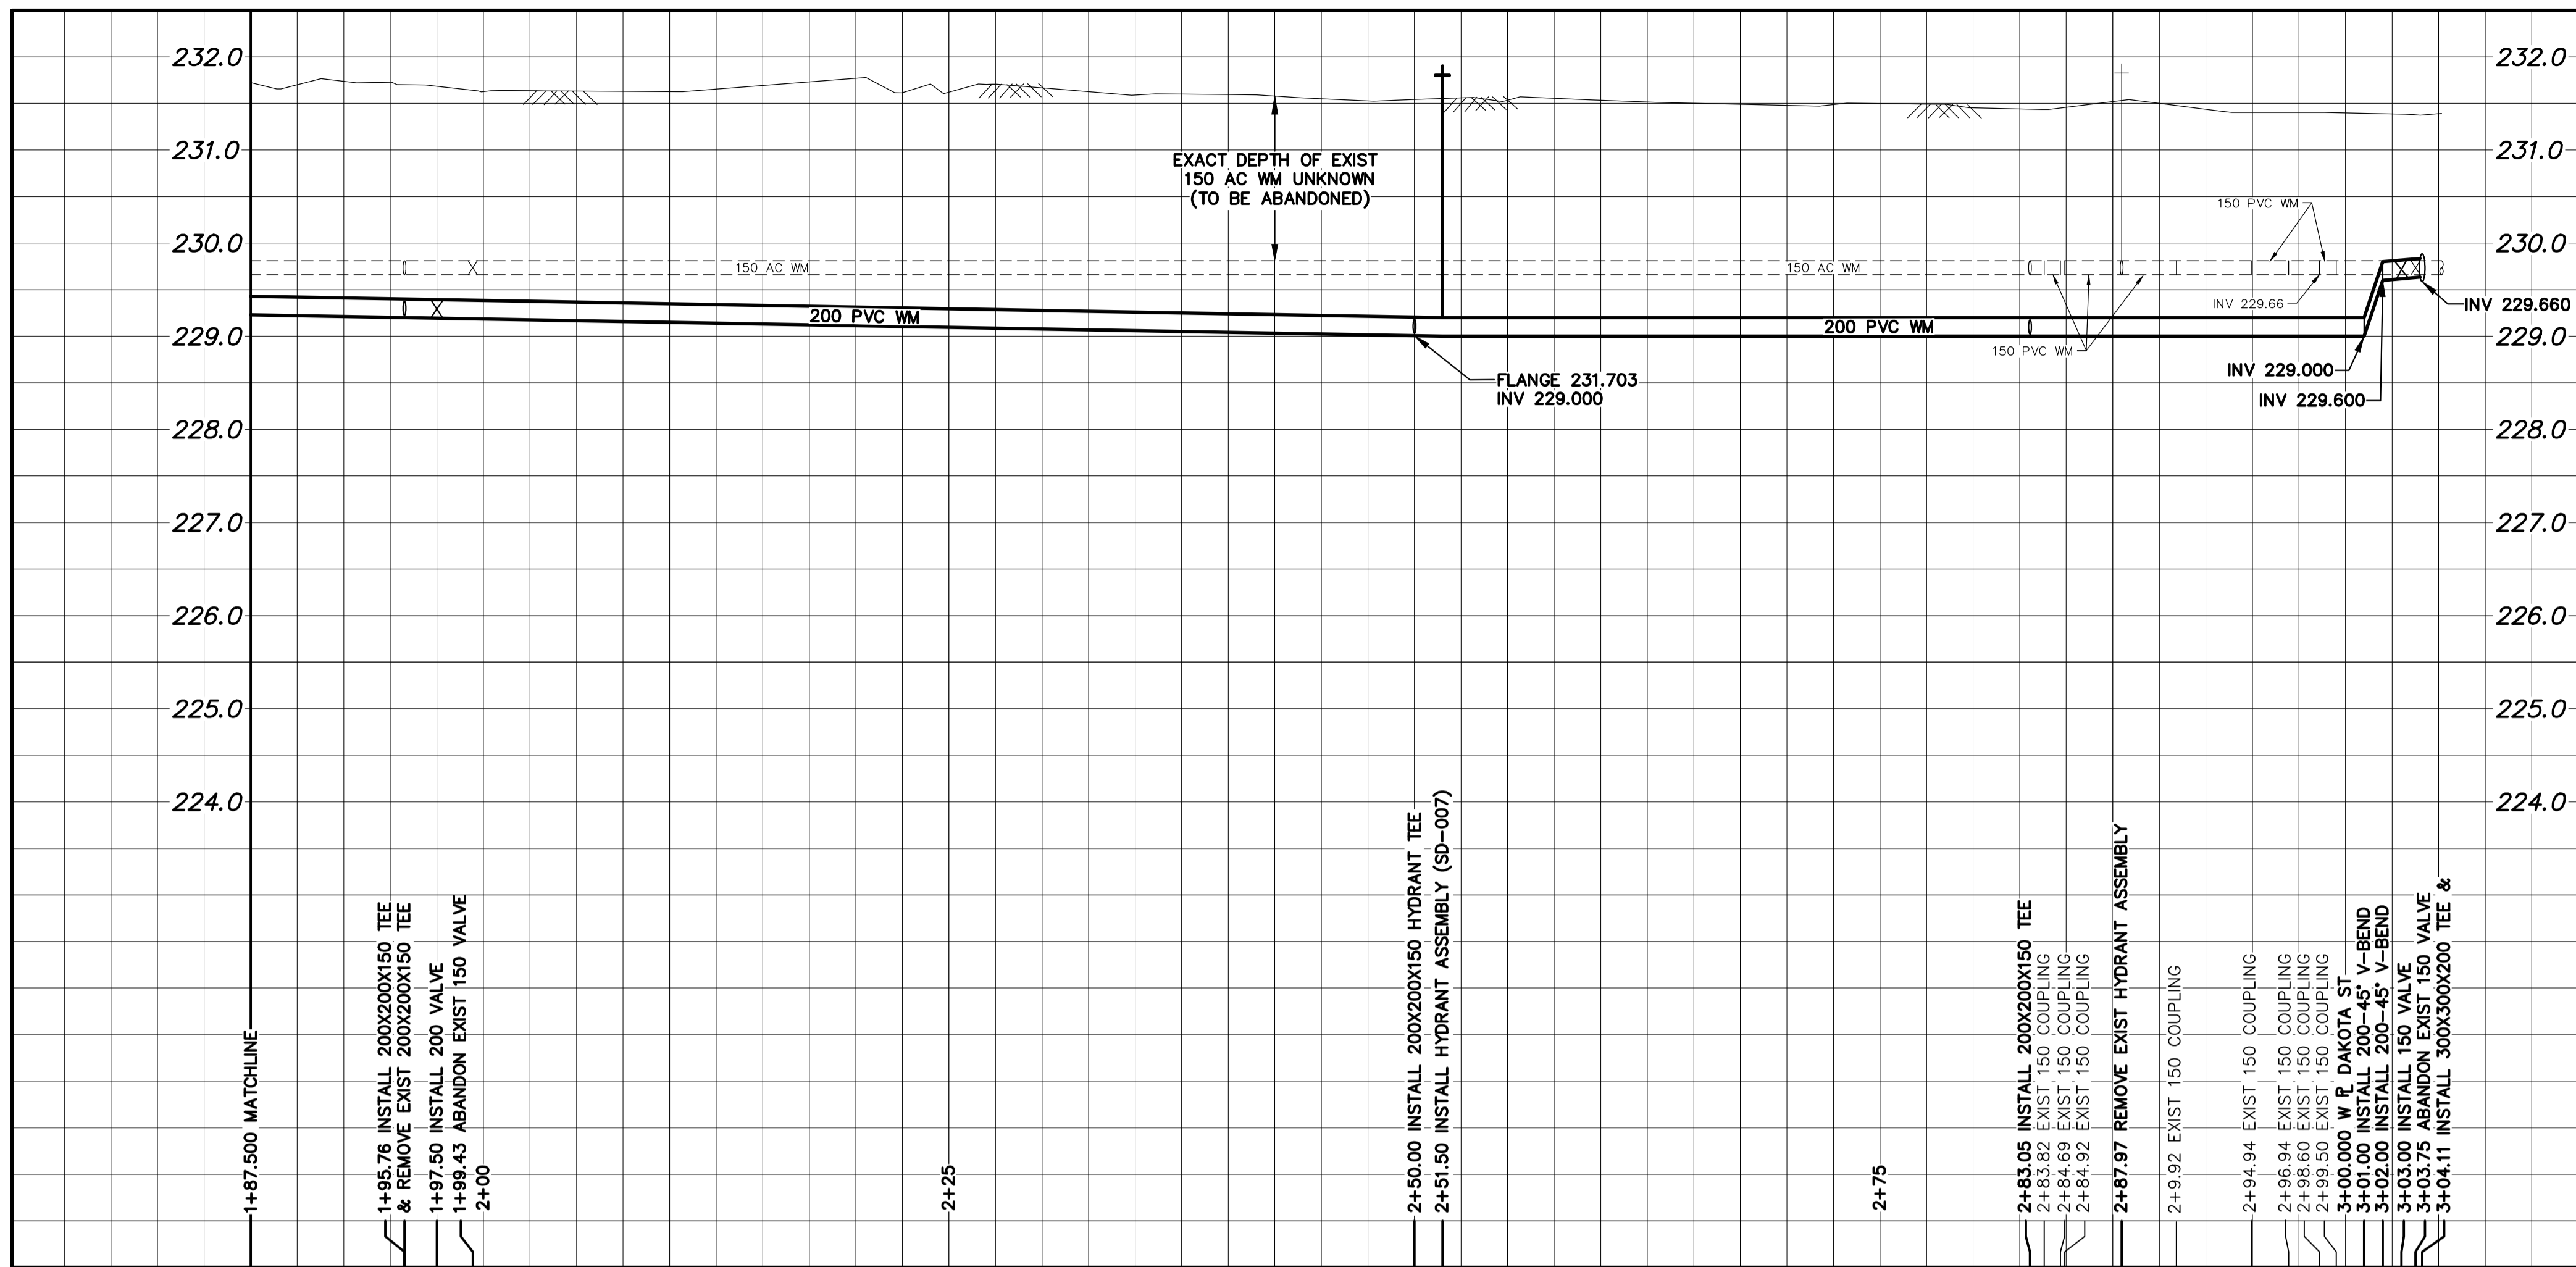 232.0
232.0
231.0
231.0
EXACT DEPTH OF EXIST
150 AC WM UNKNOWN
(TO BE ABANDONED)
150 PVC WM
230.0
230.0
150 AC WM
150 AC WM
INV 229.66
INV 229.660
200 PVC WM
200 PVC WM
229.0
229.0
150 PVC WM
INV 229.000
FLANGE 231.703
INV 229.000
INV 229.600
228.0
228.0
227.0
227.0
226.0
226.0
225.0
225.0
224.0
224.0
1+87.500 MATCHLINE
1+95.76 INSTALL 200X200X150 TEE
& REMOVE EXIST 200X200X150 TEE
1+97.50 INSTALL 200 VALVE
1+99.43 ABANDON EXIST 150 VALVE
2+00
2+25
2+50.00 INSTALL 200X200X150 HYDRANT TEE
2+51.50 INSTALL HYDRANT ASSEMBLY (SD-007)
2+75
2+83.05 INSTALL 200X200X150 TEE
2+83.82 EXIST 150 COUPLING
2+84.69 EXIST 150 COUPLING
2+84.92 EXIST 150 COUPLING
2+87.97 REMOVE EXIST HYDRANT ASSEMBLY
2+9.92 EXIST 150 COUPLING
2+94.94 EXIST 150 COUPLING
2+96.94 EXIST 150 COUPLING
2+98.60 EXIST 150 COUPLING
2+99.50 EXIST 150 COUPLING
3+00.000 W PL DAKOTA ST
3+01.00 INSTALL 200-45° V-BEND
3+02.00 INSTALL 200-45° V-BEND
3+03.00 INSTALL 150 VALVE
3+03.75 ABANDON EXIST 150 VALVE
3+04.11 INSTALL 300X300X200 TEE &